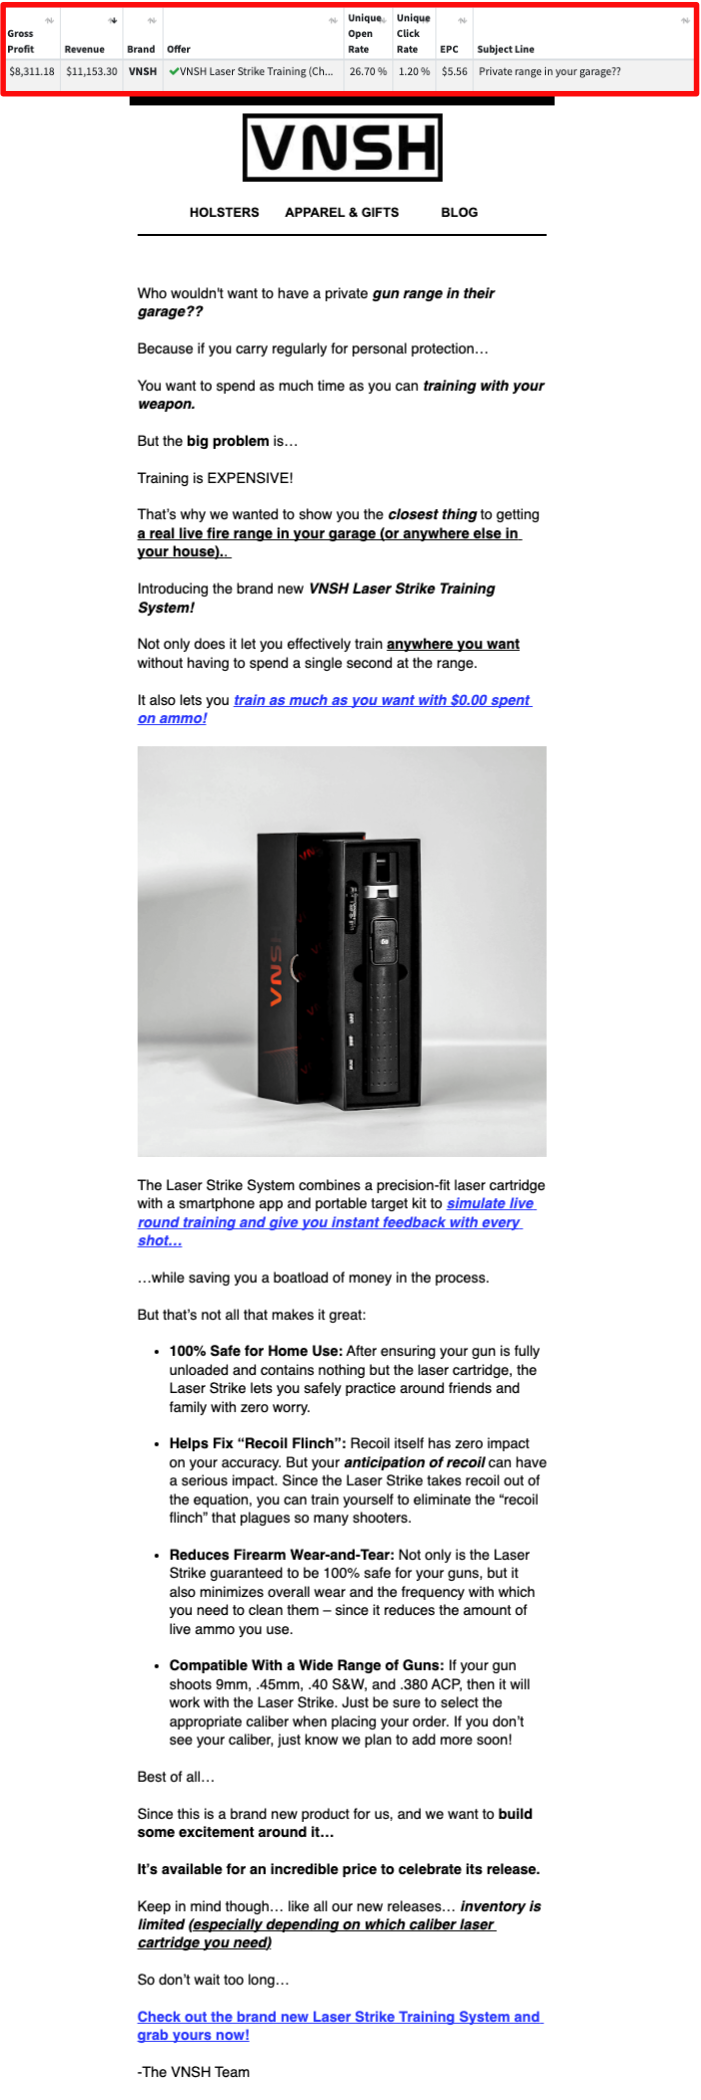 Gross Profit Revenue Brand Offer Unique Open Rate Unique Click Rate EPC Subject Line
$8,311.18 $11,153.30 VNSH VNSH Laser Strike Training (Ch... 26.70 % 1.20 % $5.56 Private range in your garage??
VNSH
HOLSTERS APPAREL & GIFTS BLOG
Who wouldn't want to have a private gun range in their
garage??
Because if you carry regularly for personal protection…
You want to spend as much time as you can training with your
weapon.
But the big problem is…
Training is EXPENSIVE!
That’s why we wanted to show you the closest thing to getting
a real live fire range in your garage (or anywhere else in
your house)..
Introducing the brand new VNSH Laser Strike Training
System!
Not only does it let you effectively train anywhere you want
without having to spend a single second at the range.
It also lets you train as much as you want with $0.00 spent
on ammo!
VNSH
The Laser Strike System combines a precision-fit laser cartridge
with a smartphone app and portable target kit to simulate live
round training and give you instant feedback with every
shot…
…while saving you a boatload of money in the process.
But that’s not all that makes it great:
• 100% Safe for Home Use: After ensuring your gun is fully
unloaded and contains nothing but the laser cartridge, the
Laser Strike lets you safely practice around friends and
family with zero worry.
• Helps Fix “Recoil Flinch”: Recoil itself has zero impact
on your accuracy. But your anticipation of recoil can have
a serious impact. Since the Laser Strike takes recoil out of
the equation, you can train yourself to eliminate the “recoil
flinch” that plagues so many shooters.
• Reduces Firearm Wear-and-Tear: Not only is the Laser
Strike guaranteed to be 100% safe for your guns, but it
also minimizes overall wear and the frequency with which
you need to clean them – since it reduces the amount of
live ammo you use.
• Compatible With a Wide Range of Guns: If your gun
shoots 9mm, .45mm, .40 S&W, and .380 ACP, then it will
work with the Laser Strike. Just be sure to select the
appropriate caliber when placing your order. If you don’t
see your caliber, just know we plan to add more soon!
Best of all…
Since this is a brand new product for us, and we want to build
some excitement around it…
It’s available for an incredible price to celebrate its release.
Keep in mind though… like all our new releases… inventory is
limited (especially depending on which caliber laser
cartridge you need)
So don’t wait too long…
Check out the brand new Laser Strike Training System and
grab yours now!
-The VNSH Team